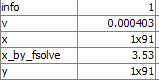 info 1
v 0.000403
x 1x91
x_by_fsolve 3.53
y 1x91